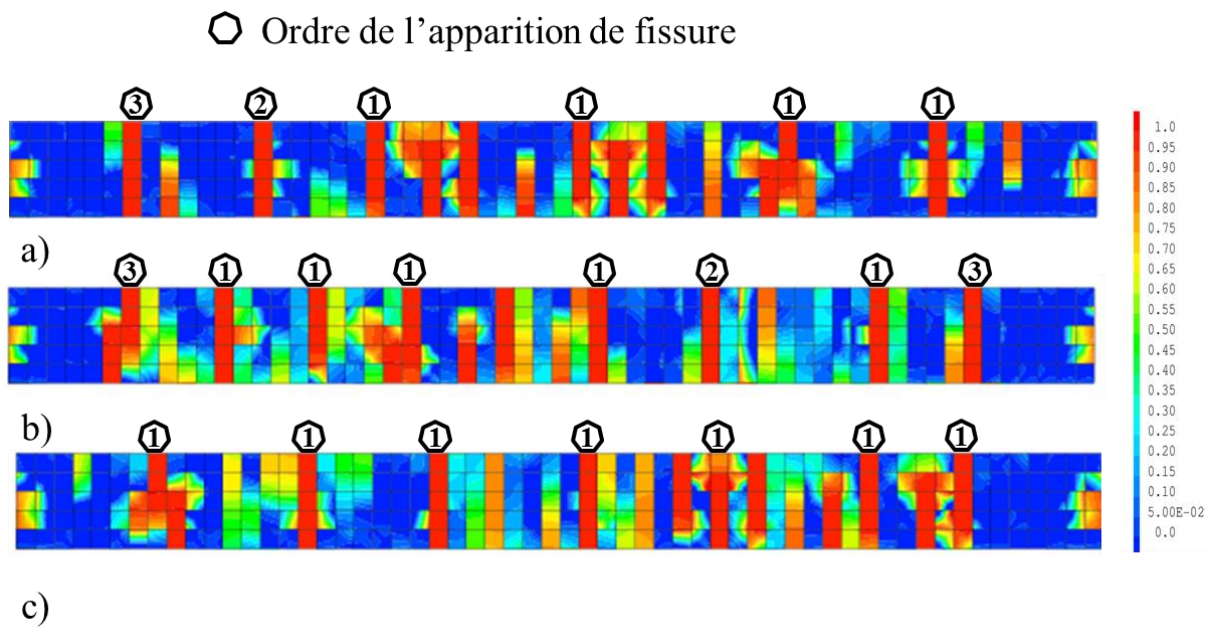 Ordre de l’apparition de fissure
3 2 1 1 1 1
a)
3 1 1 1 1 2 1 3
b)
1 1 1 1 1 1 1
c)
1.0
0.95
0.90
0.85
0.80
0.75
0.70
0.65
0.60
0.55
0.50
0.45
0.40
0.35
0.30
0.25
0.20
0.15
0.10
5.00E-02
0.0